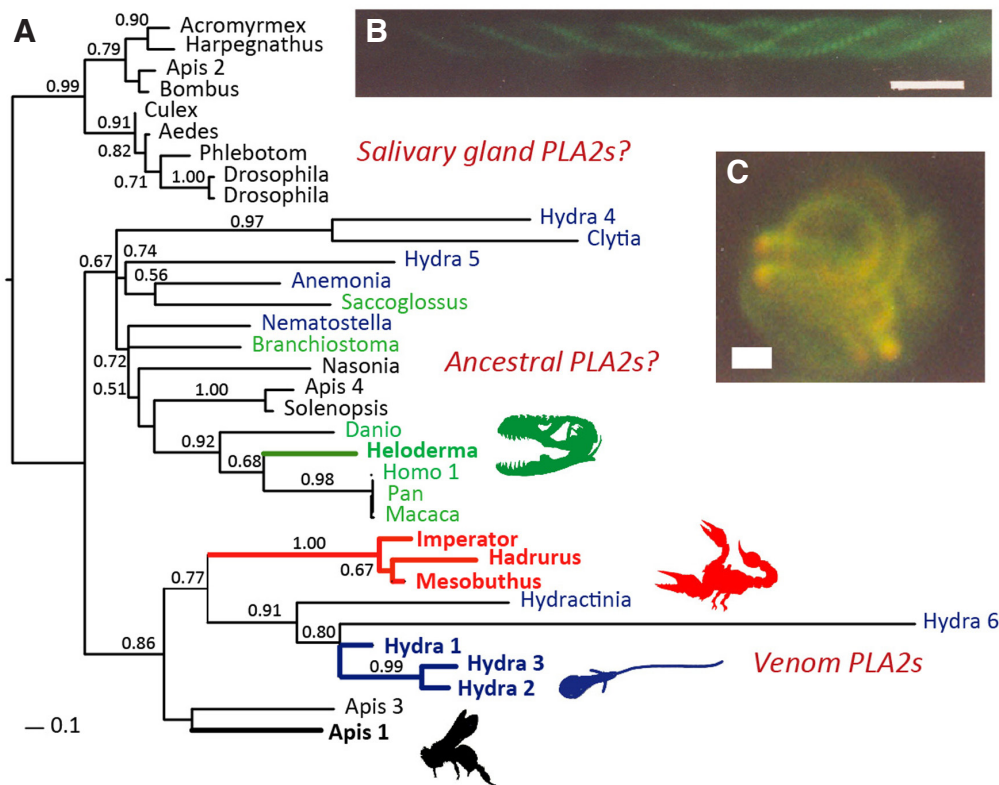 A
B
C
0.90
Acromyrmex
Harpegnathus
0.79
Apis 2
Bombus
0.99
Culex
0.91
Aedes
0.82
Phlebotom
0.71
1.00
Drosophila
Drosophila
Salivary gland PLA2s?
0.97
Hydra 4
Clytia
0.67
0.74
Hydra 5
0.56
Anemonia
Saccoglossus
Nematostella
Branchiostoma
0.72
0.51
Nasonia
Ancestral PLA2s?
1.00
Apis 4
Solenopsis
Danio
0.92
Heloderma
0.68
Homo 1
0.98
Pan
Macaca
1.00
Imperator
Hadrurus
0.67
Mesobuthus
0.77
Hydractinia
0.91
0.80
Hydra 6
0.86
Hydra 1
0.99
Hydra 3
Hydra 2
Venom PLA2s
Apis 3
Apis 1
0.1